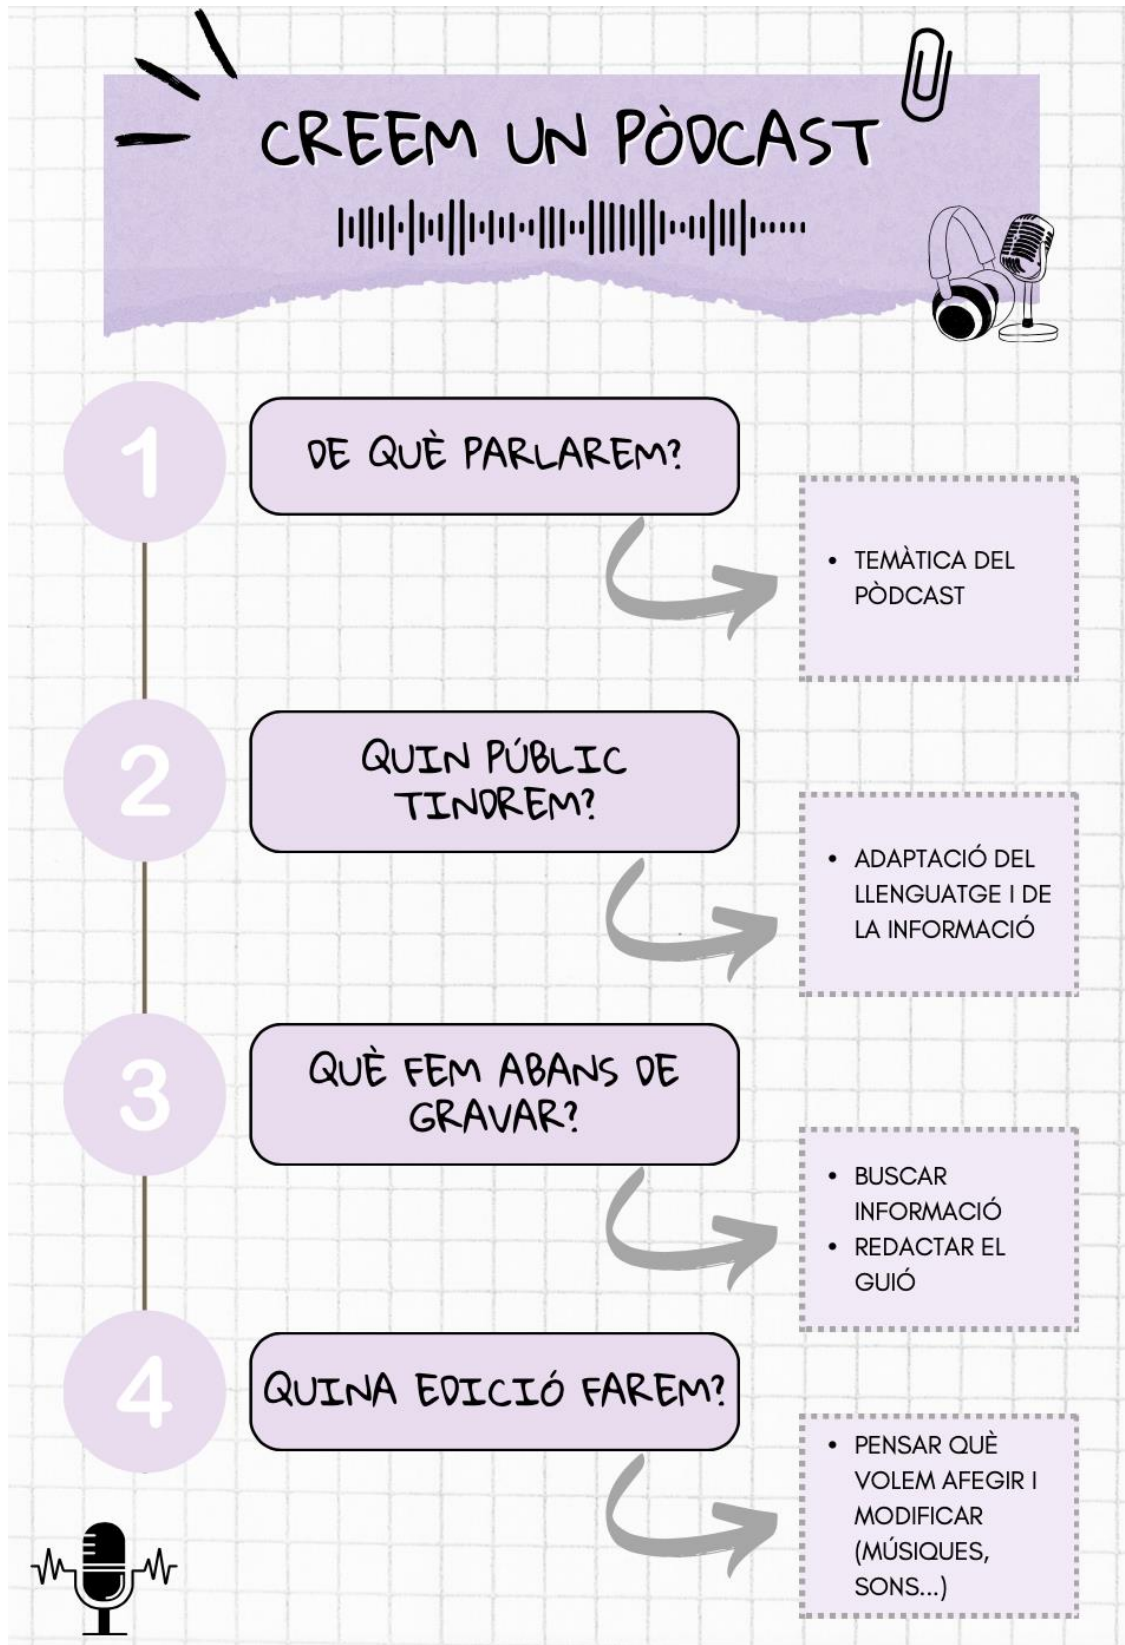 CREEM UN PÒDCAST
1
DE QUÈ PARLAREM?
• TEMÀTICA DEL
PÒDCAST
2
QUIN PÚBLIC
TINDREM?
• ADAPTACIÓ DEL
LLENGUATGE I DE
LA INFORMACIÓ
3
QUÈ FEM ABANS DE
GRAVAR?
• BUSCAR
INFORMACIÓ
• REDACTAR EL
GUIÓ
4
QUINA EDICIÓ FAREM?
• PENSAR QUÈ
VOLEM AFEGIR I
MODIFICAR
(MÚSIQUES,
SONS...)